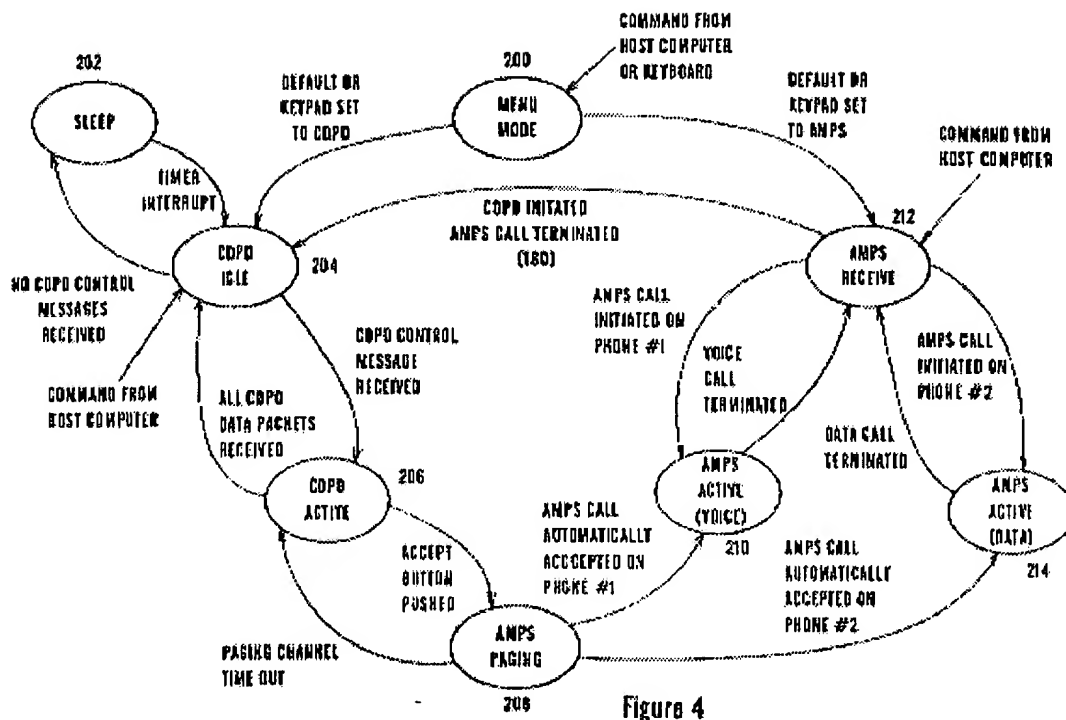 COMMAND FROM
HOST COMPUTER
OR KEYBOARD
202
200
DEFAULT OR
KEYPAD SET
TO CDPD
DEFAULT OR
KEYPAD SET
TO AMPS
SLEEP
MENU
MODE
COMMAND FROM
HOST COMPUTER
TIMER
INTERRUPT
CDPD INITIATED
AMPS CALL TERMINATED
(180)
212
CDPD
IDLE
204
AMPS
RECEIVE
NO CDPD CONTROL
MESSAGES
RECEIVED
AMPS CALL
INITIATED ON
PHONE #1
CDPD CONTROL
MESSAGE
RECEIVED
VOICE
CALL
TERMINATED
AMPS CALL
INITIATED ON
PHONE #2
COMMAND FROM
HOST COMPUTER
ALL CDPD
DATA PACKETS
RECEIVED
DATA CALL
TERMINATED
206
CDPD
ACTIVE
AMPS
ACTIVE
(VOICE)
210
AMPS
ACTIVE
(DATA)
214
AMPS CALL
AUTOMATICALLY
ACCCEPTED ON
PHONE #1
AMPS CALL
AUTOMATICALLY
ACCEPTED ON
PHONE #2
ACCEPT
BUTTON
PUSHED
PAGING CHANNEL
TIME OUT
AMPS
PAGING
208
Figure 4